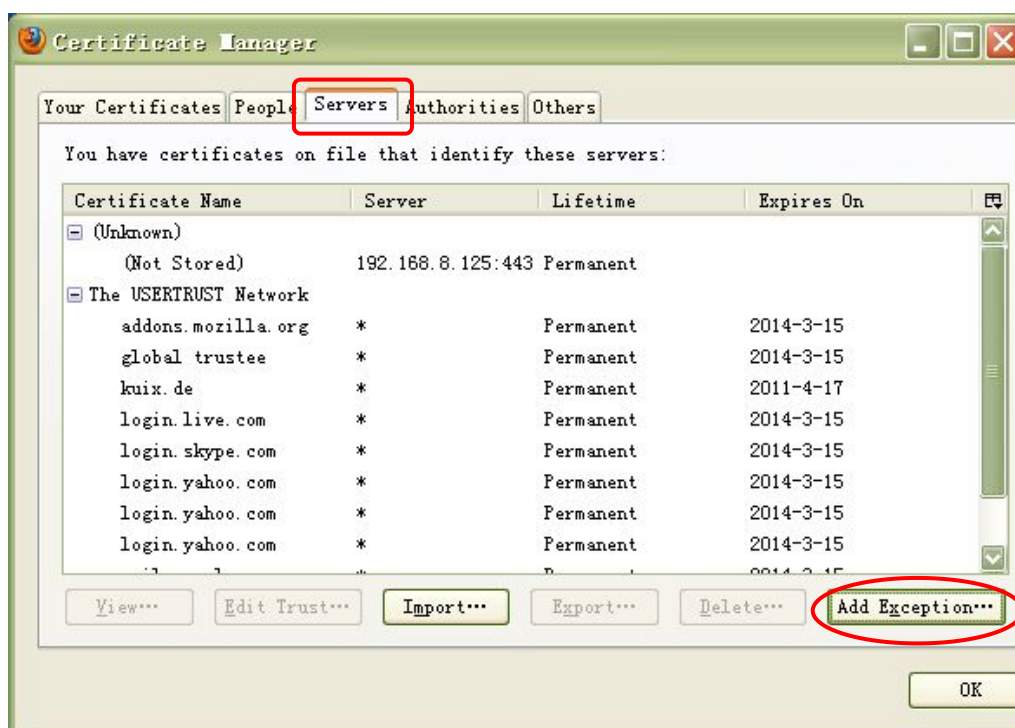 Certificate Manager
Your Certificates People Servers Authorities Others
You have certificates on file that identify these servers:
Certificate Name Server Lifetime Expires On
(Unknown)
(Not Stored) 192.168.8.125:443 Permanent
The USERTRUST Network
addons.mozilla.org * Permanent 2014-3-15
global trustee * Permanent 2014-3-15
kuix.de * Permanent 2011-4-17
login.live.com * Permanent 2014-3-15
login.skype.com * Permanent 2014-3-15
login.yahoo.com * Permanent 2014-3-15
login.yahoo.com * Permanent 2014-3-15
login.yahoo.com * Permanent 2014-3-15
View… Edit Trust… Import… Export… Delete… Add Exception…
OK